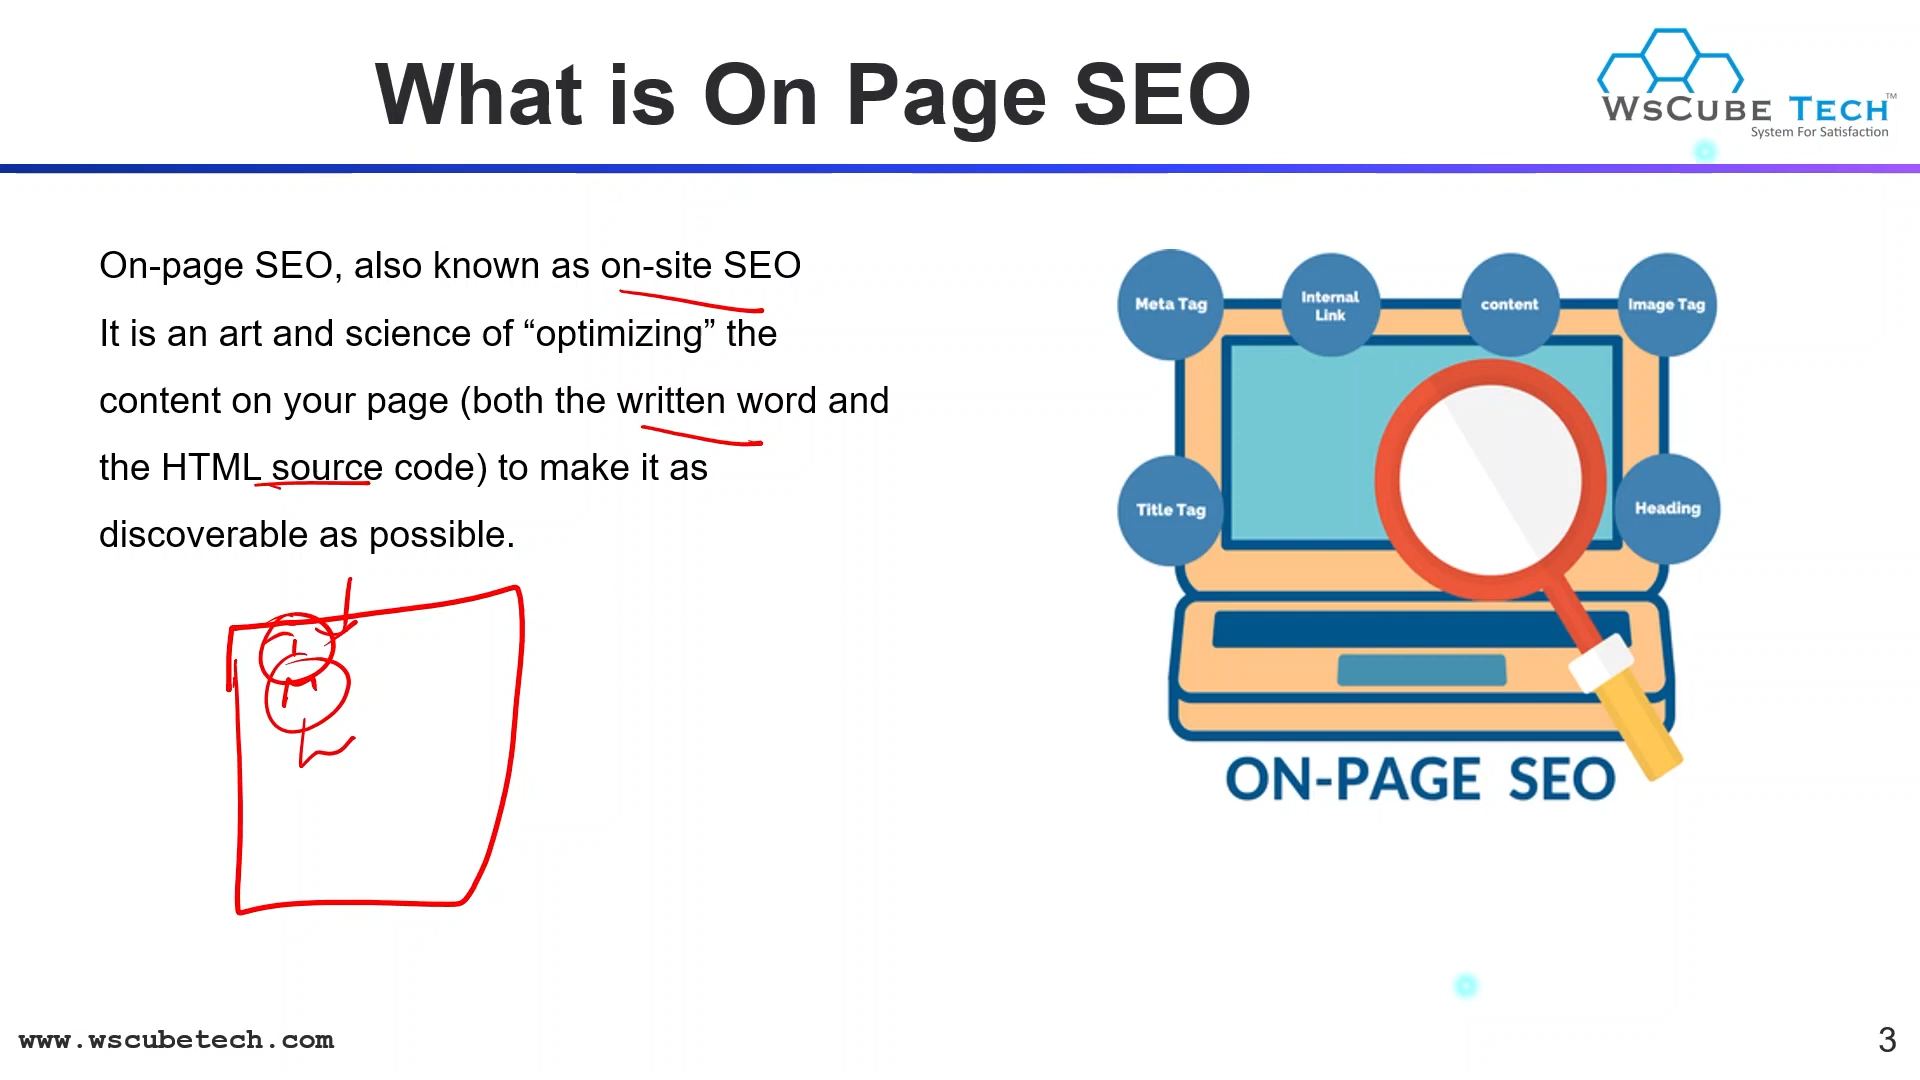 What is On Page SEO
WSCUBE TECH™
System For Satisfaction
On-page SEO, also known as on-site SEO
It is an art and science of “optimizing” the
content on your page (both the written word and
the HTML source code) to make it as
discoverable as possible.
Meta Tag
Internal
Link
content
Image Tag
Title Tag
Heading
ON-PAGE SEO
www.wscubetech.com
3